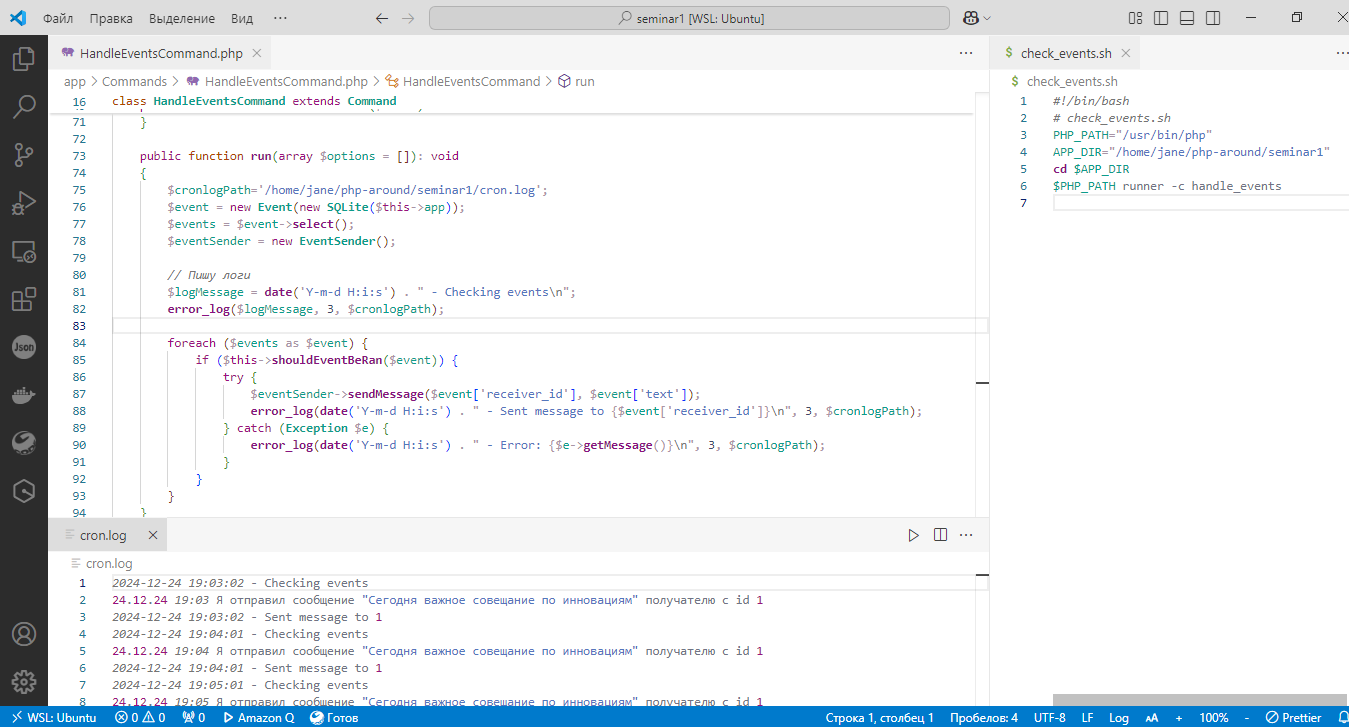 Файл Правка Выделение Вид ··· seminar1 [WSL: Ubuntu]
HandleEventsCommand.php
app > Commands > HandleEventsCommand.php > HandleEventsCommand > run
16 class HandleEventsCommand extends Command
71 }
72
73 public function run(array $options = []): void
74 {
75 $cronlogPath='/home/jane/php-around/seminar1/cron.log';
76 $event = new Event(new SQLite($this->app));
77 $events = $event->select();
78 $eventSender = new EventSender();
79
80 // Пишу логи
81 $logMessage = date('Y-m-d H:i:s') . " - Checking events\n";
82 error_log($logMessage, 3, $cronlogPath);
83
84 foreach ($events as $event) {
85 if ($this->shouldEventBeRan($event)) {
86 try {
87 $eventSender->sendMessage($event['receiver_id'], $event['text']);
88 error_log(date('Y-m-d H:i:s') . " - Sent message to {$event['receiver_id']}\n", 3, $cronlogPath);
89 } catch (Exception $e) {
90 error_log(date('Y-m-d H:i:s') . " - Error: {$e->getMessage()}\n", 3, $cronlogPath);
91 }
92 }
93 }
94 }
check_events.sh
check_events.sh
1 #!/bin/bash
2 # check_events.sh
3 PHP_PATH="/usr/bin/php"
4 APP_DIR="/home/jane/php-around/seminar1"
5 cd $APP_DIR
6 $PHP_PATH runner -c handle_events
7
cron.log
cron.log
1 2024-12-24 19:03:02 - Checking events
2 24.12.24 19:03 Я отправил сообщение "Сегодня важное совещание по инновациям" получателю с id 1
3 2024-12-24 19:03:02 - Sent message to 1
4 2024-12-24 19:04:01 - Checking events
5 24.12.24 19:04 Я отправил сообщение "Сегодня важное совещание по инновациям" получателю с id 1
6 2024-12-24 19:04:01 - Sent message to 1
7 2024-12-24 19:05:01 - Checking events
8 24.12.24 19:05 Я отправил сообщение "Сегодня важное совещание по инновациям" получателю с id 1
Json
WSL: Ubuntu 0 0 0 Amazon Q Готов Строка 1, столбец 1 Пробелов: 4 UTF-8 LF Log AA + 100% - Prettier